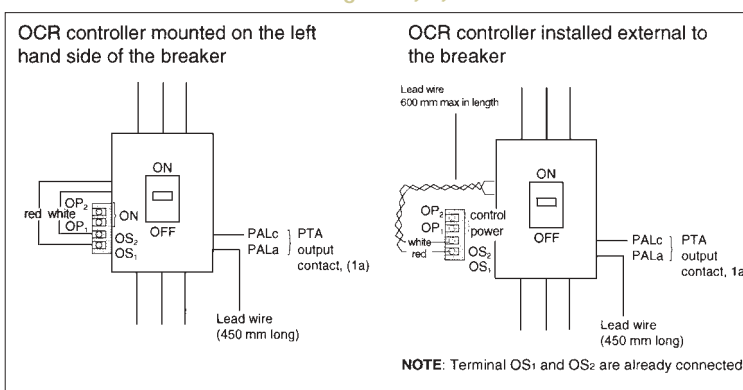 OCR controller mounted on the left
hand side of the breaker
ON
OFF
red white
OP2
OP1
ON
OS2
OS1
PALc
PALa
PTA
output
contact, (1a)
Lead wire
(450 mm long)
OCR controller installed external to
the breaker
Lead wire
600 mm max in length
ON
OFF
OP2
OP1
control
power
white
red
OS2
OS1
PALc
PALa
PTA
output
contact, 1a
Lead wire
(450 mm long)
NOTE: Terminal OS1 and OS2 are already connected